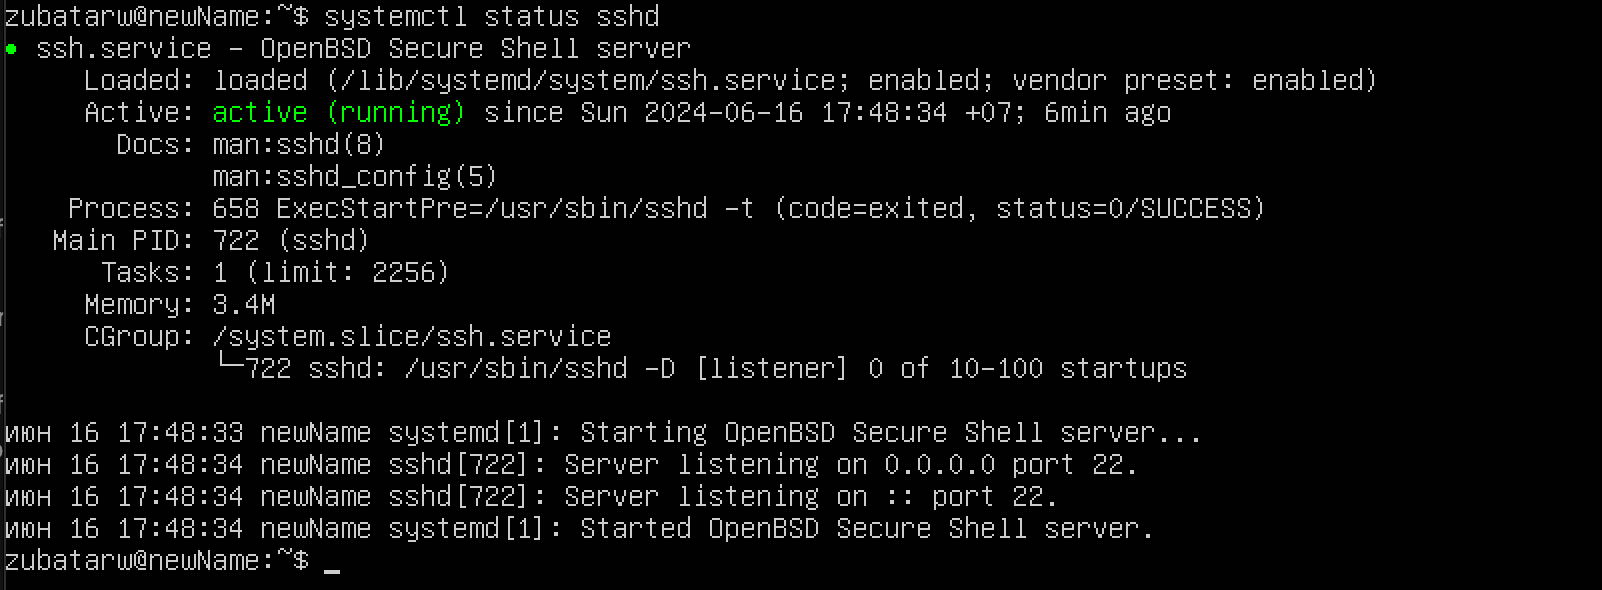 zubatarw@newName:~$ systemctl status sshd
● ssh.service – OpenBSD Secure Shell server
     Loaded: loaded (/lib/systemd/system/ssh.service; enabled; vendor preset: enabled)
     Active: active (running) since Sun 2024-06-16 17:48:34 +07; 6min ago
       Docs: man:sshd(8)
             man:sshd_config(5)
    Process: 658 ExecStartPre=/usr/sbin/sshd -t (code=exited, status=0/SUCCESS)
   Main PID: 722 (sshd)
      Tasks: 1 (limit: 2256)
     Memory: 3.4M
     CGroup: /system.slice/ssh.service
             └─722 sshd: /usr/sbin/sshd -D [listener] 0 of 10-100 startups

июн 16 17:48:33 newName systemd[1]: Starting OpenBSD Secure Shell server...
июн 16 17:48:34 newName sshd[722]: Server listening on 0.0.0.0 port 22.
июн 16 17:48:34 newName sshd[722]: Server listening on :: port 22.
июн 16 17:48:34 newName systemd[1]: Started OpenBSD Secure Shell server.
zubatarw@newName:~$ _